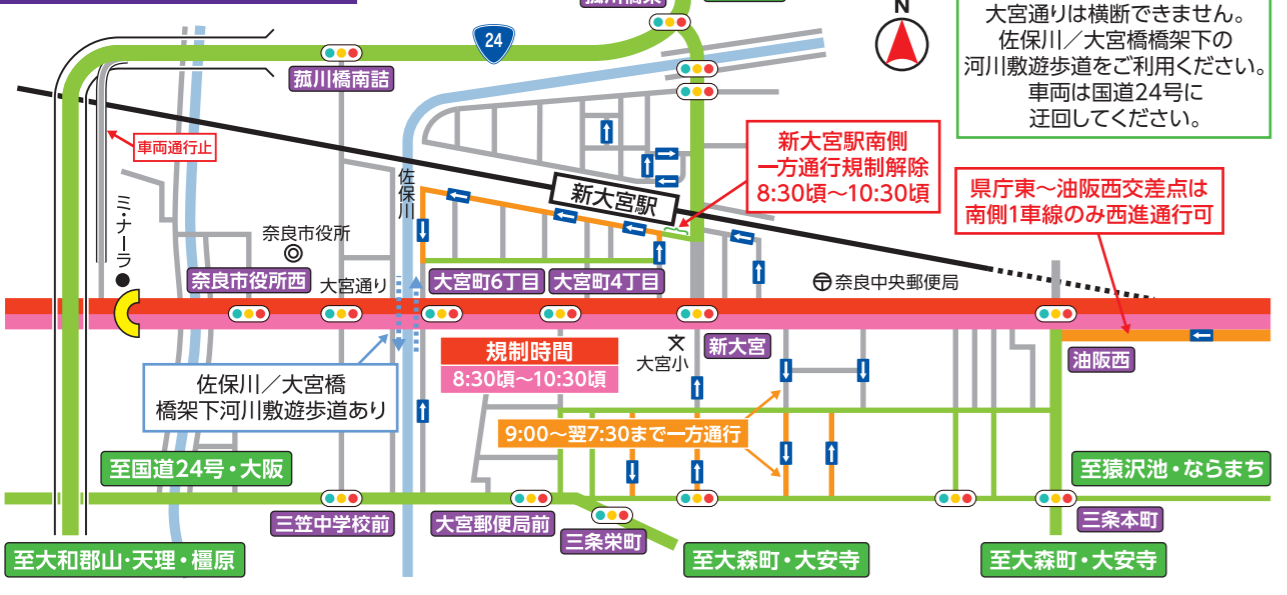 N
大宮通りは横断できません。
佐保川／大宮橋橋架下の
河川敷遊歩道をご利用ください。
車両は国道24号に
迂回してください。
24
菰川橋南詰
車両通行止
新大宮駅南側
一方通行規制解除
8:30頃〜10:30頃
県庁東〜油阪西交差点は
南側1車線のみ西進通行可
佐保川
新大宮駅
ミ・ナーラ
奈良市役所
奈良市役所西
大宮通り
大宮町6丁目
大宮町4丁目
奈良中央郵便局
規制時間
8:30頃〜10:30頃
文
大宮小
新大宮
油阪西
佐保川／大宮橋
橋架下河川敷遊歩道あり
9:00〜翌7:30まで一方通行
至国道24号・大阪
至猿沢池・ならまち
三笠中学校前
大宮郵便局前
三条栄町
三条本町
至大和郡山・天理・橿原
至大森町・大安寺
至大森町・大安寺